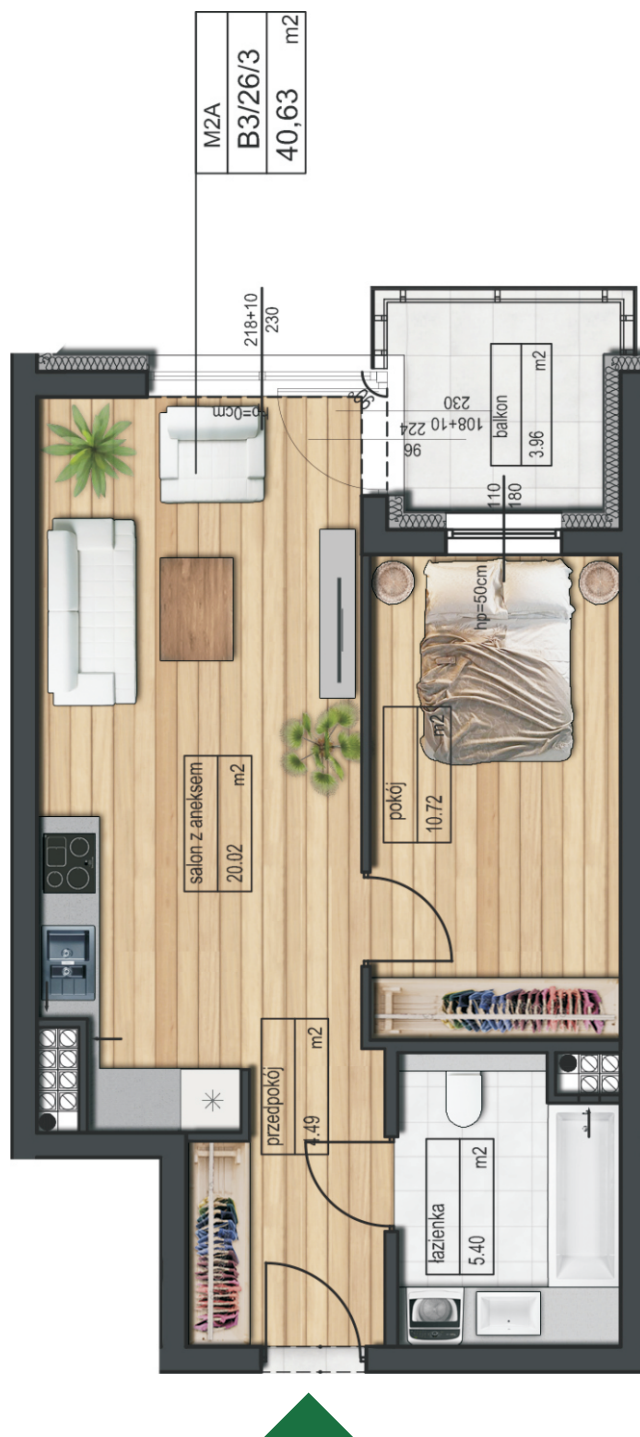 M2A
B3/26/3
40,63 m2
218+10
230
hp=0cm
108+10
230
96
224
balkon
3.96 m2
110
180
hp=50cm
pokój
10.72 m2
salon z aneksem
20.02 m2
przedpokój
4.49 m2
łazienka
5.40 m2